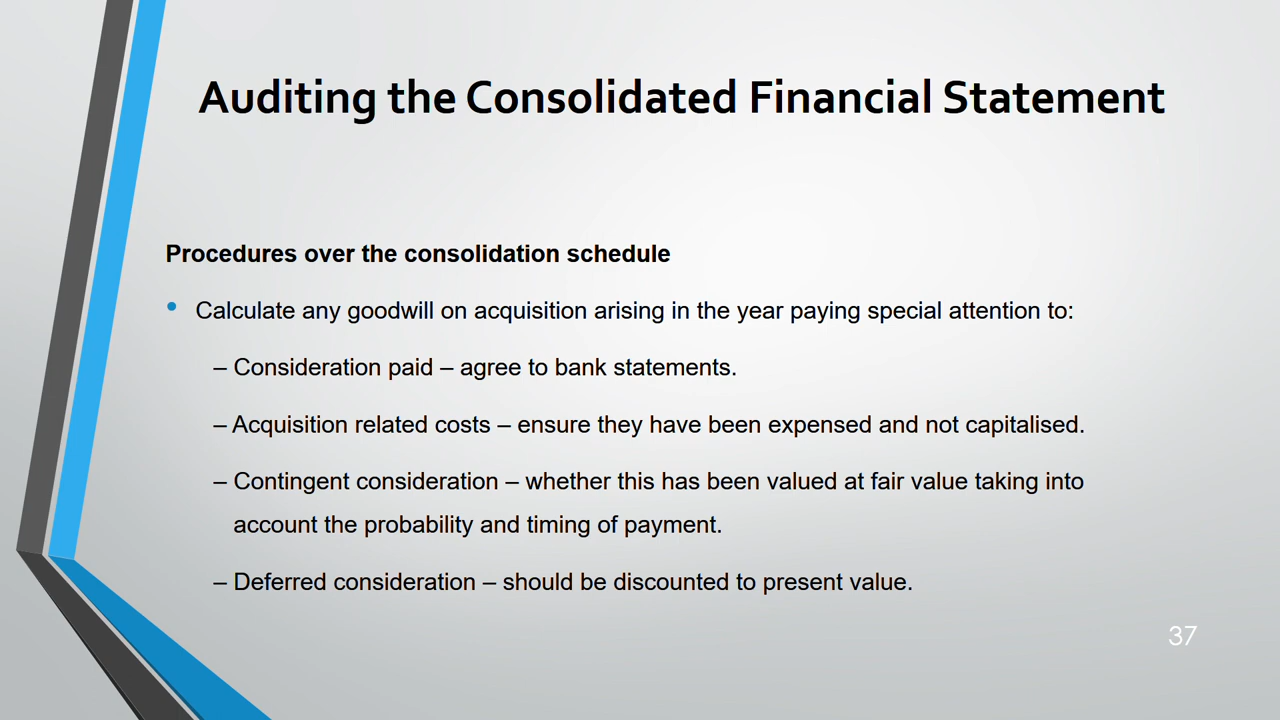 Auditing the Consolidated Financial Statement
Procedures over the consolidation schedule
• Calculate any goodwill on acquisition arising in the year paying special attention to:
– Consideration paid – agree to bank statements.
– Acquisition related costs – ensure they have been expensed and not capitalised.
– Contingent consideration – whether this has been valued at fair value taking into
account the probability and timing of payment.
– Deferred consideration – should be discounted to present value.
37